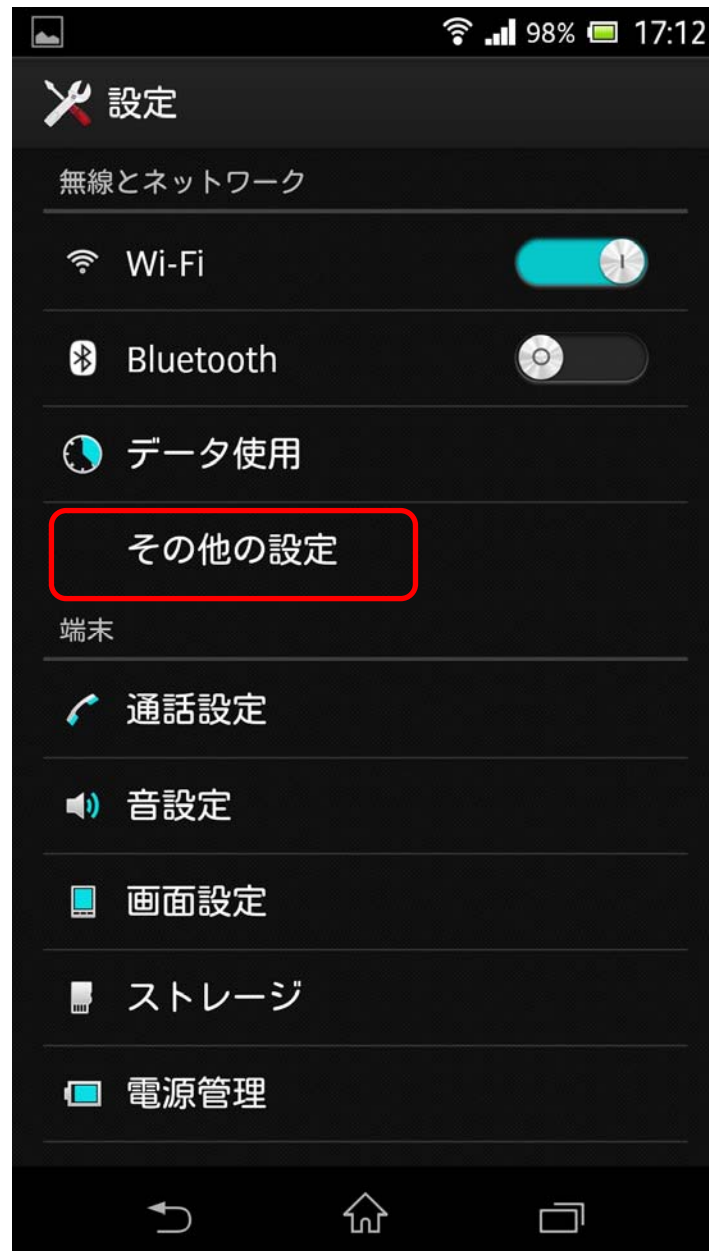 98% 17:12
設定
無線とネットワーク
Wi-Fi
Bluetooth
データ使用
その他の設定
端末
通話設定
音設定
画面設定
ストレージ
電源管理